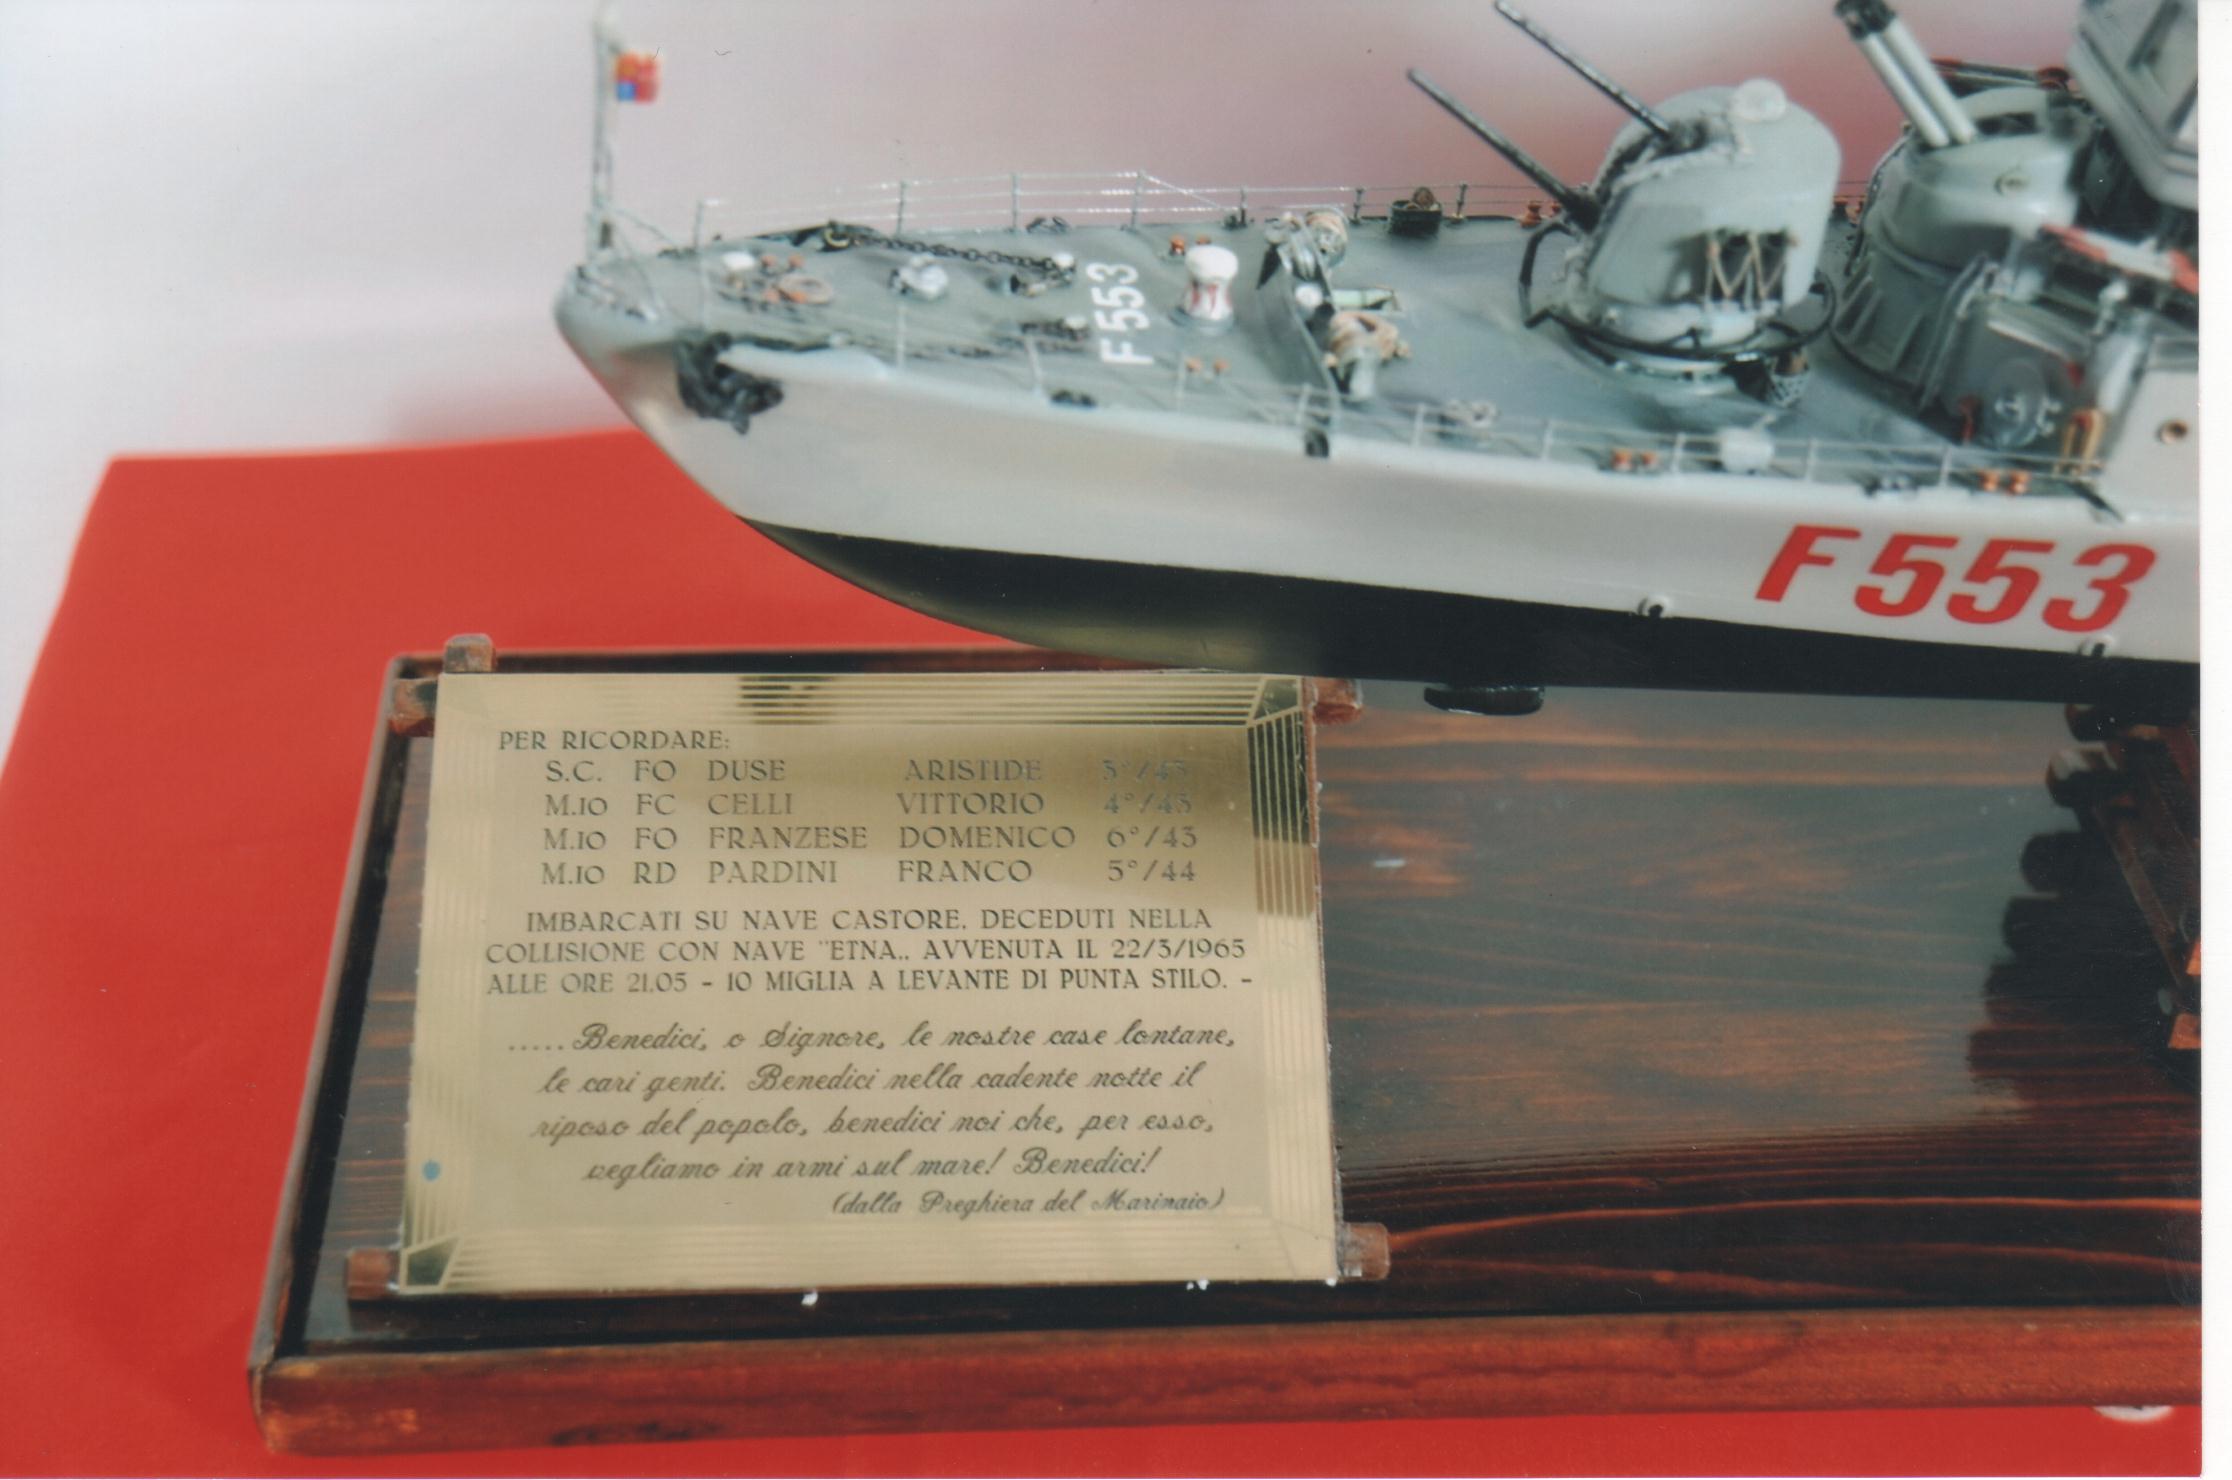 F 553
F 553
PER RICORDARE:
S.C. FO DUSE ARISTIDE 5°/43
M.IO FC CELLI VITTORIO 4°/43
M.IO FO FRANZESE DOMENICO 6°/43
M.IO RD PARDINI FRANCO 5°/44
IMBARCATI SU NAVE CASTORE. DECEDUTI NELLA
COLLISIONE CON NAVE "ETNA„ AVVENUTA IL 22/3/1965
ALLE ORE 21.05 - 10 MIGLIA A LEVANTE DI PUNTA STILO. -
..... Benedici, o Signore, le nostre case lontane,
le cari genti. Benedici nella cadente notte il
riposo del popolo, benedici noi che, per esso,
vegliamo in armi sul mare! Benedici!
(dalla Preghiera del Marinaio)